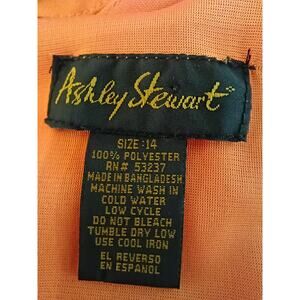 Ashley Stewart
SIZE: 14
100% POLYESTER
RN# 53237
MADE IN BANGLADESH
MACHINE WASH IN
COLD WATER
LOW CYCLE
DO NOT BLEACH
TUMBLE DRY LOW
USE COOL IRON
EL REVERSO
EN ESPAÑOL